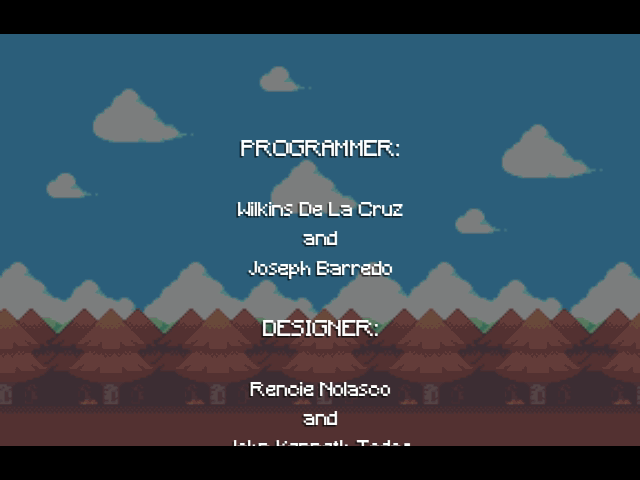 PROGRAMMER:
Wilkins De La Cruz
and
Joseph Barredo
DESIGNER:
Rencie Nolasco
and